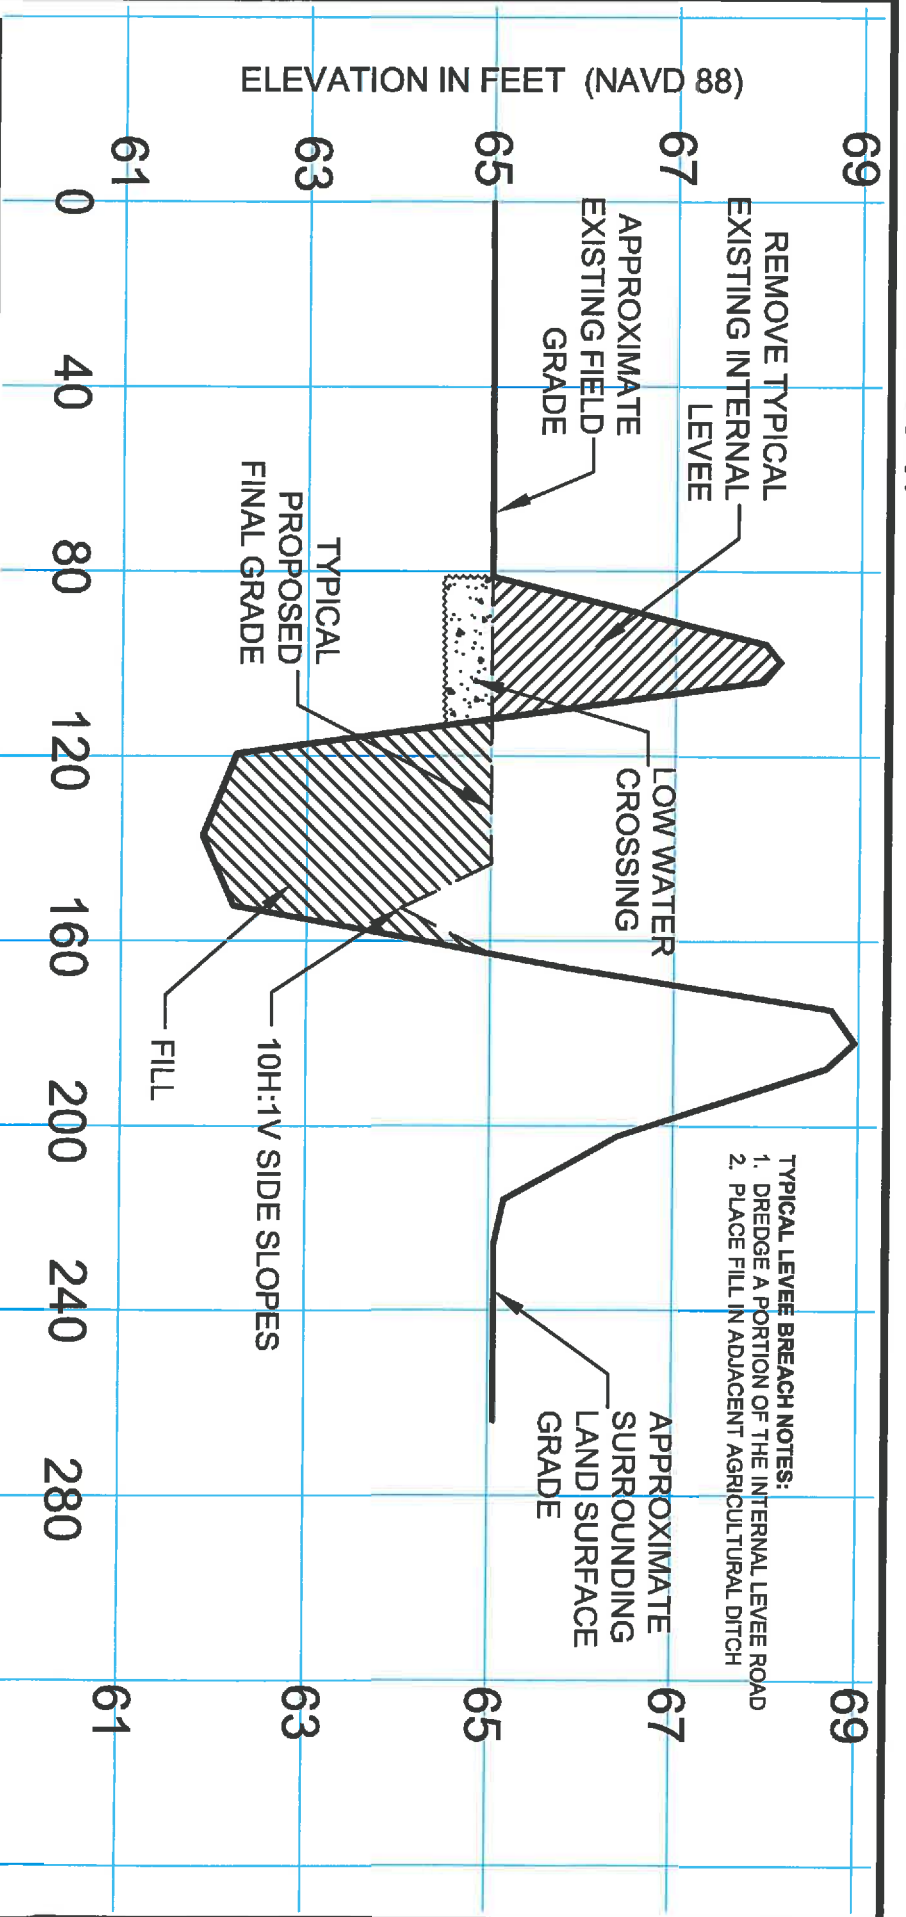 ELEVATION IN FEET (NAVD 88)
69
67
65
63
61
0
40
80
120
160
200
240
280
69
67
65
63
61
REMOVE TYPICAL
EXISTING INTERNAL
LEVEE
APPROXIMATE
EXISTING FIELD
GRADE
TYPICAL
PROPOSED
FINAL GRADE
LOW WATER
CROSSING
FILL
10H:1V SIDE SLOPES
TYPICAL LEVEE BREACH NOTES:
1. DREDGE A PORTION OF THE INTERNAL LEVEE ROAD
2. PLACE FILL IN ADJACENT AGRICULTURAL DITCH
APPROXIMATE
SURROUNDING
LAND SURFACE
GRADE